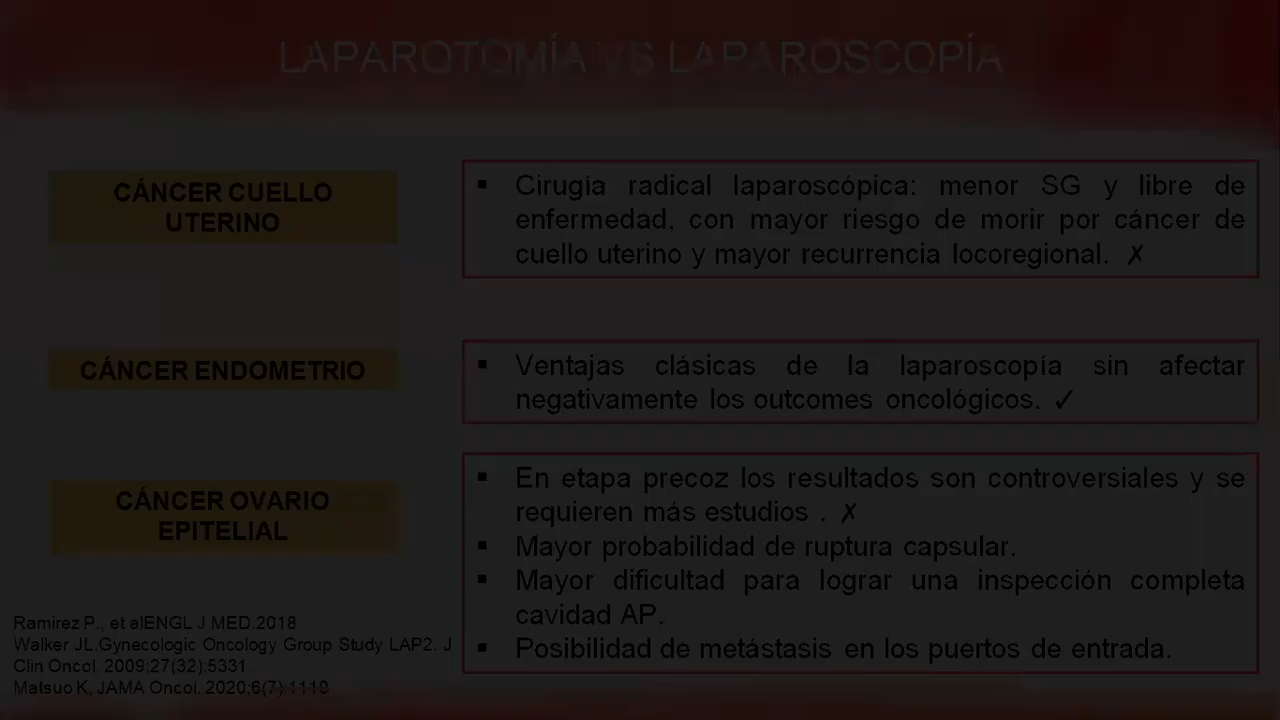 LAPAROTOMÍA VS LAPAROSCOPÍA
CÁNCER CUELLO
UTERINO
▪ Cirugía radical laparoscópica: menor SG y libre de
enfermedad, con mayor riesgo de morir por cáncer de
cuello uterino y mayor recurrencia locoregional. ✗
CÁNCER ENDOMETRIO
▪ Ventajas clásicas de la laparoscopía sin afectar
negativamente los outcomes oncológicos. ✓
CÁNCER OVARIO
EPITELIAL
▪ En etapa precoz los resultados son controversiales y se
requieren más estudios . ✗
▪ Mayor probabilidad de ruptura capsular.
▪ Mayor dificultad para lograr una inspección completa
cavidad AP.
▪ Posibilidad de metástasis en los puertos de entrada.
Ramirez P., et alENGL J MED.2018
Walker JL.Gynecologic Oncology Group Study LAP2. J
Clin Oncol. 2009;27(32):5331.
Matsuo K, JAMA Oncol. 2020;6(7):1110